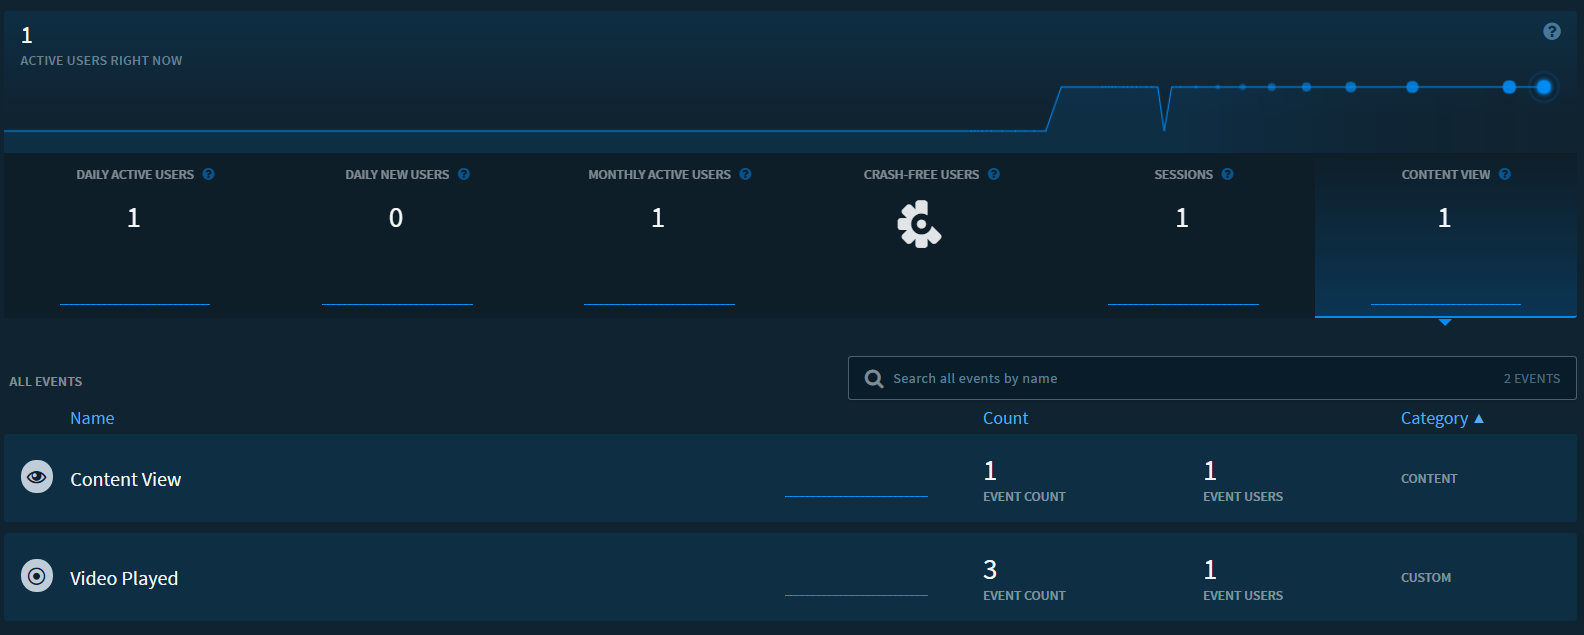 1
ACTIVE USERS RIGHT NOW
?
DAILY ACTIVE USERS ? DAILY NEW USERS ? MONTHLY ACTIVE USERS ? CRASH-FREE USERS ? SESSIONS ? CONTENT VIEW ?
1 0 1 1 1
ALL EVENTS
Search all events by name 2 EVENTS
Name Count Category ▲
Content View 1 EVENT COUNT 1 EVENT USERS CONTENT
Video Played 3 EVENT COUNT 1 EVENT USERS CUSTOM